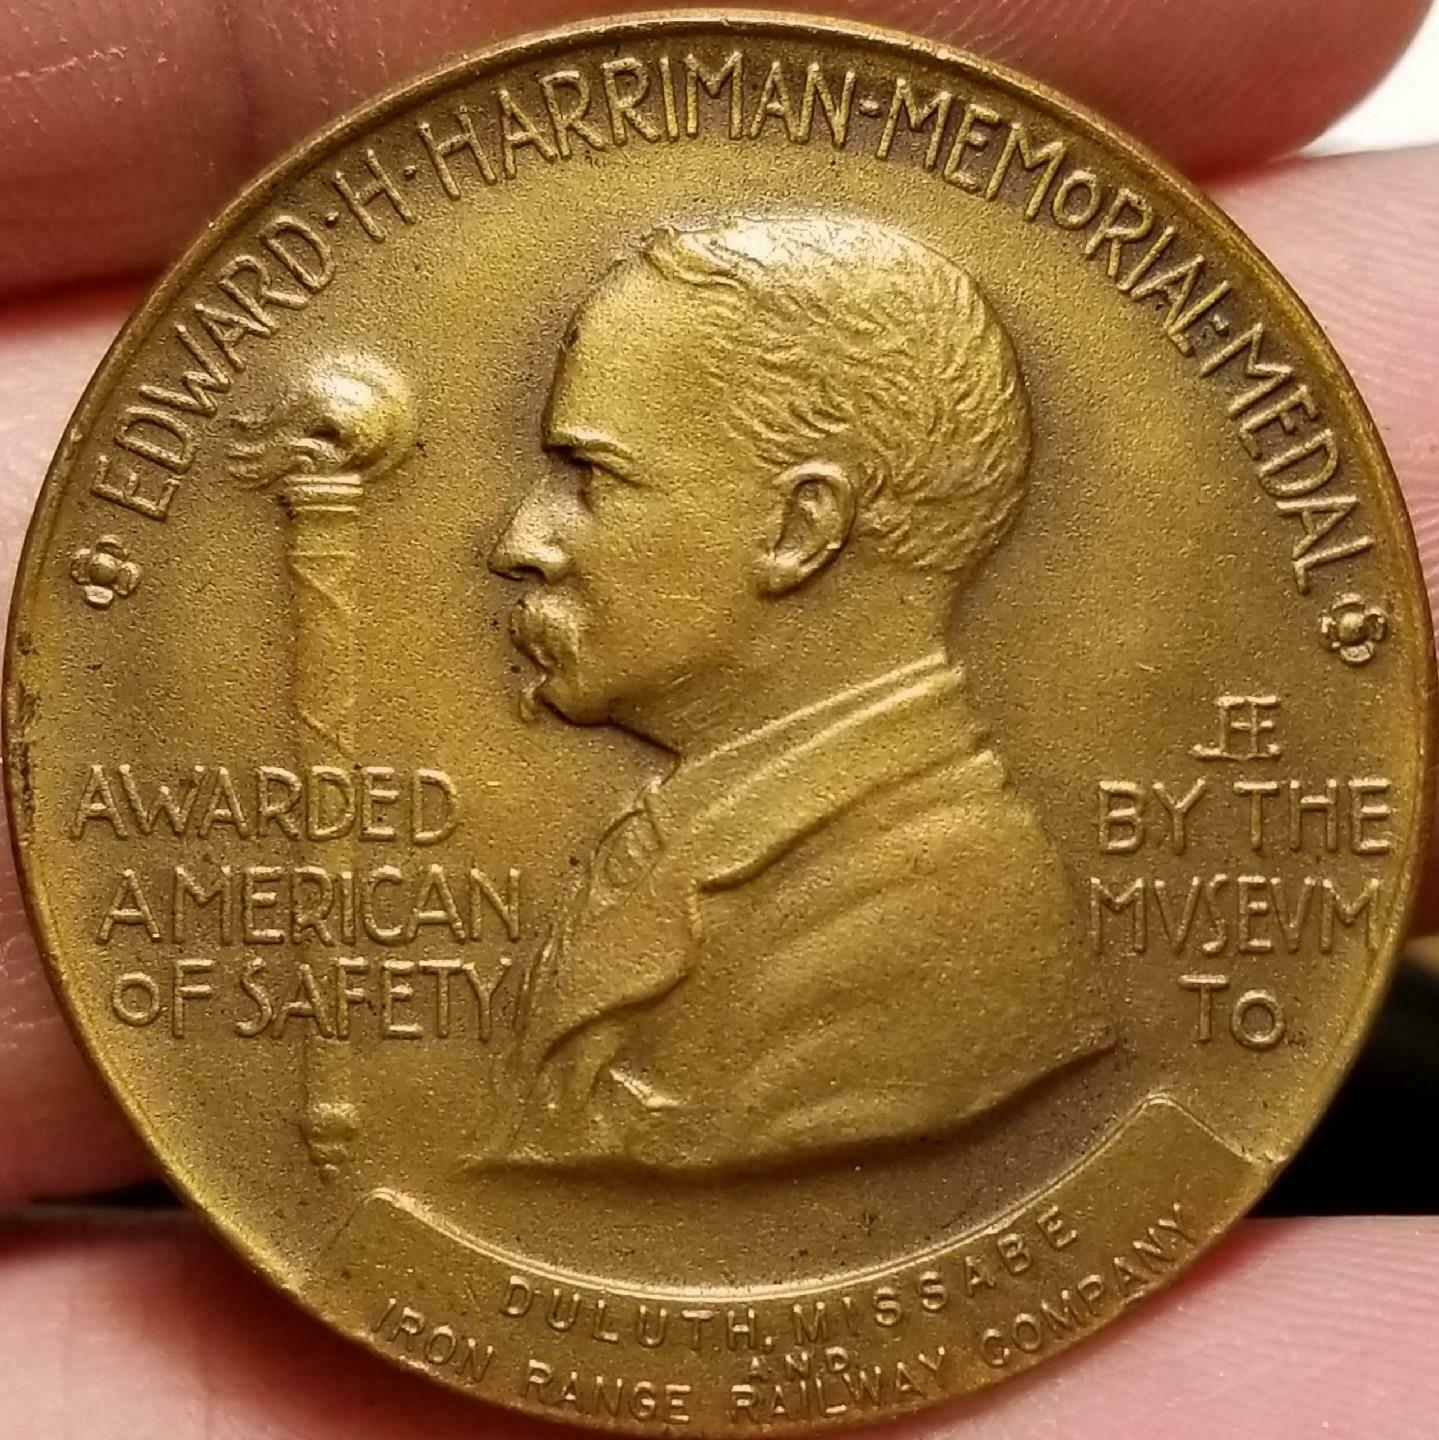 EDWARD·H·HARRIMAN·MEMORIAL·MEDAL
AWARDED BY THE
AMERICAN MVSEVM
OF SAFETY TO
DULUTH, MISSABE
AND
IRON RANGE RAILWAY COMPANY